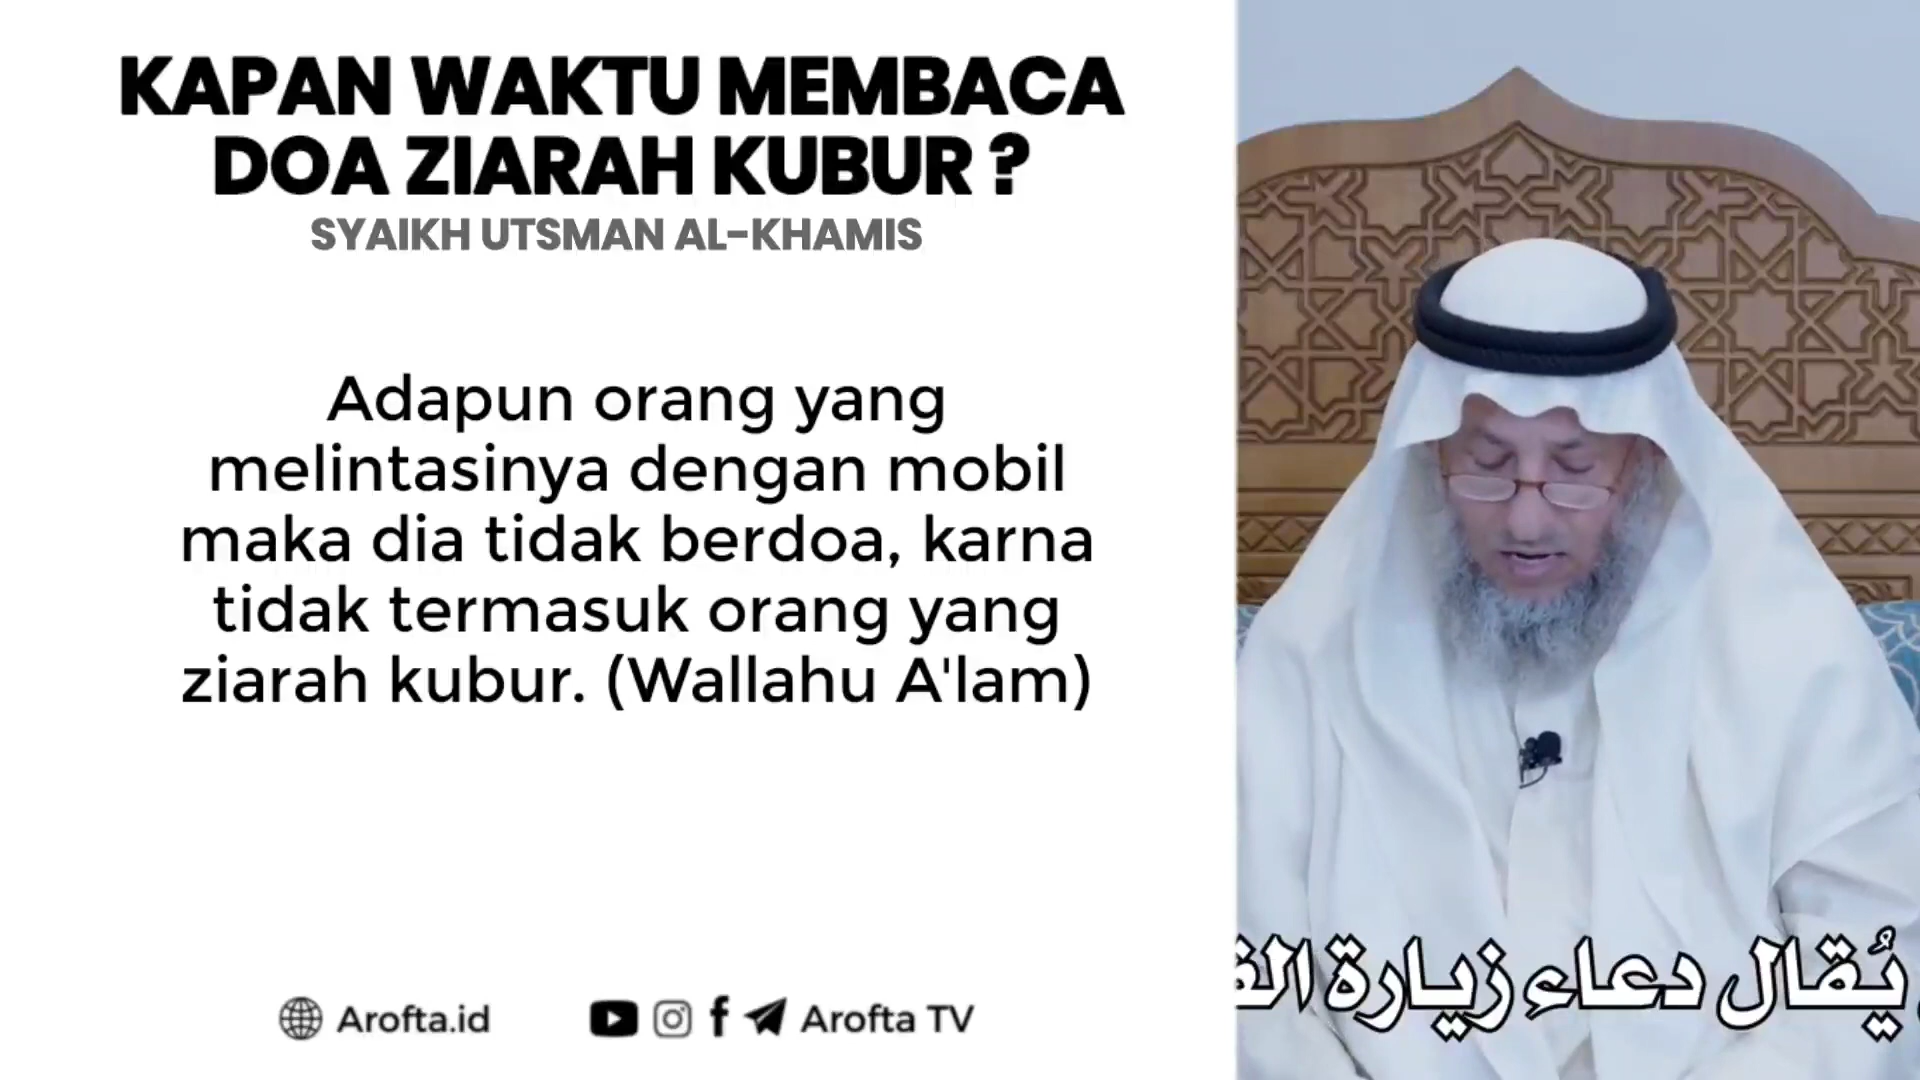 KAPAN WAKTU MEMBACA
DOA ZIARAH KUBUR ?
SYAIKH UTSMAN AL-KHAMIS
Adapun orang yang
melintasinya dengan mobil
maka dia tidak berdoa, karna
tidak termasuk orang yang
ziarah kubur. (Wallahu A'lam)
يُقال دعاء زيارة
Arofta.id
Arofta TV